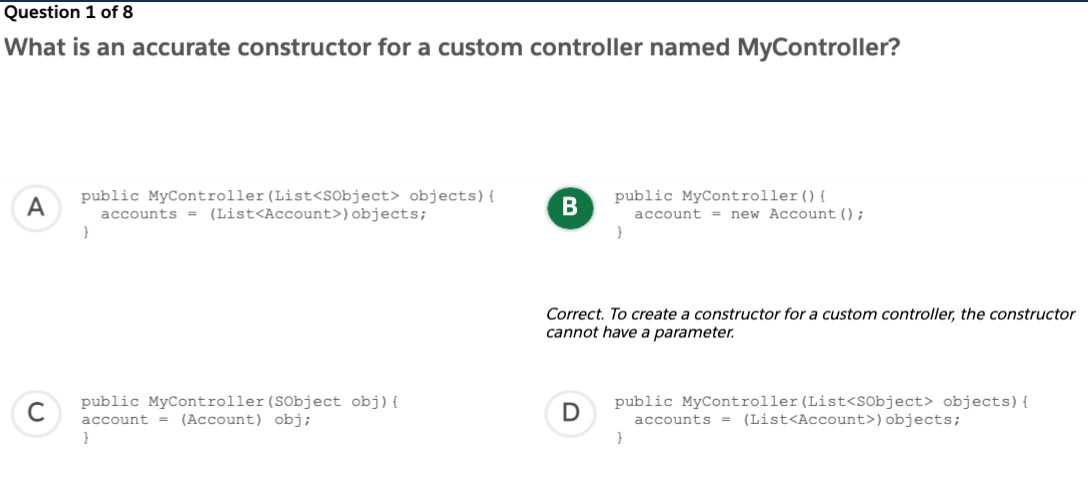 Question 1 of 8
What is an accurate constructor for a custom controller named MyController?
A
public MyController(List<SObject> objects){
accounts = (List<Account>)objects;
}
B
public MyController(){
account = new Account();
}
Correct. To create a constructor for a custom controller, the constructor
cannot have a parameter.
C
public MyController(SObject obj){
account = (Account) obj;
}
D
public MyController(List<SObject> objects){
accounts = (List<Account>)objects;
}